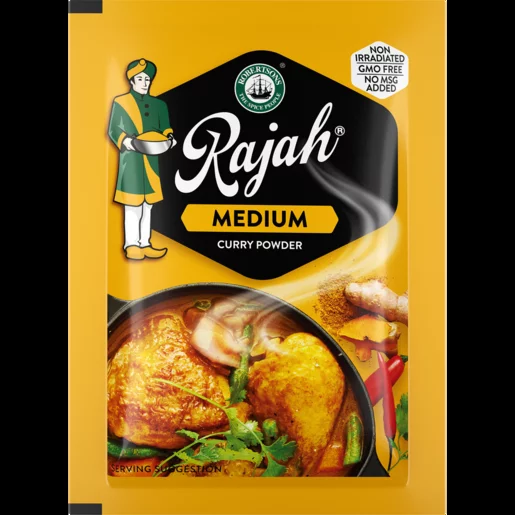 ROBERTSONS
THE SPICE PEOPLE
NON
IRRADIATED
GMO FREE
NO MSG
ADDED
Rajah®
MEDIUM
CURRY POWDER
SERVING SUGGESTION